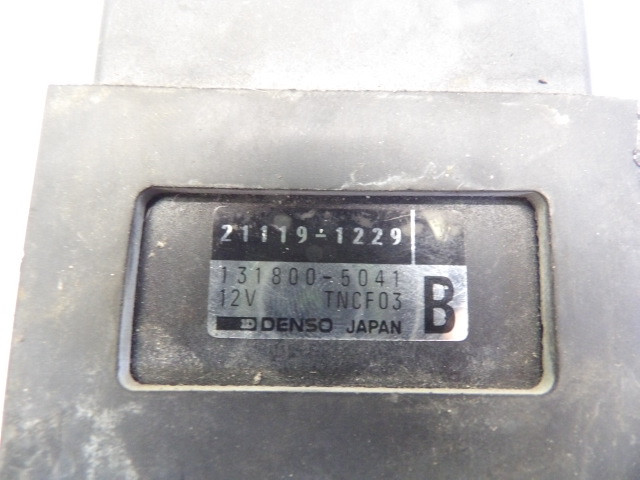 21119-1229
131800-5041
12V TNCF03 B
DENSO JAPAN